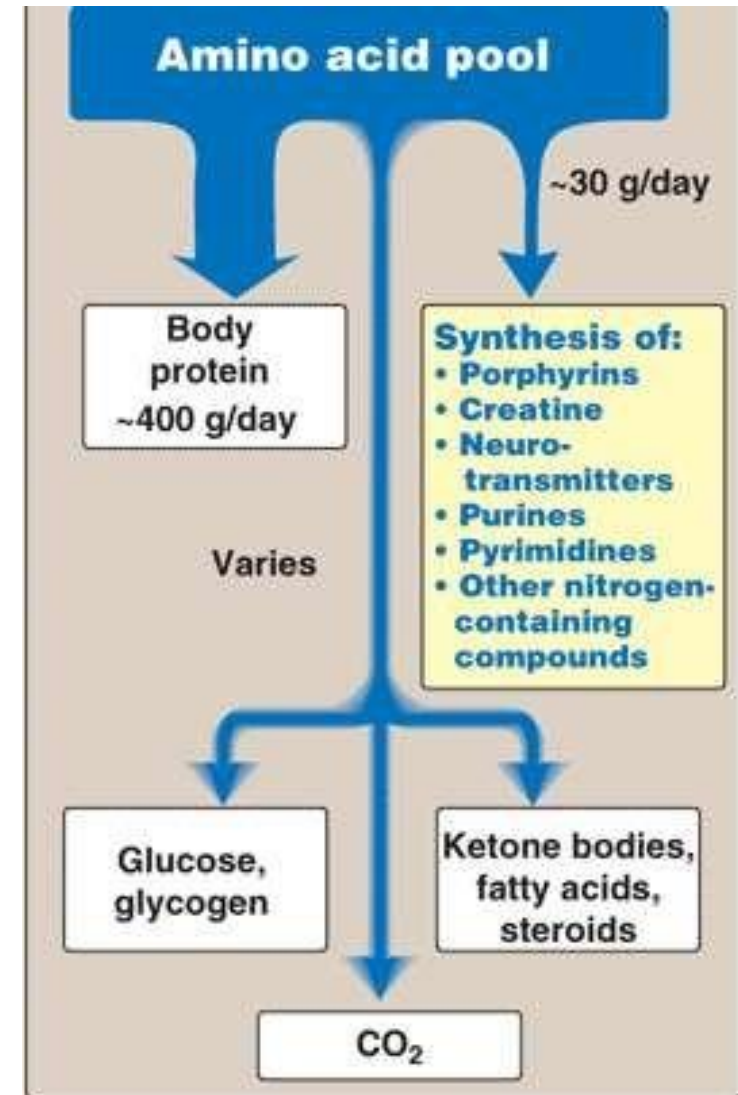 Amino acid pool
~30 g/day
Body
protein
~400 g/day
Synthesis of:
• Porphyrins
• Creatine
• Neuro-
transmitters
• Purines
• Pyrimidines
• Other nitrogen-
containing
compounds
Varies
Glucose,
glycogen
Ketone bodies,
fatty acids,
steroids
CO₂